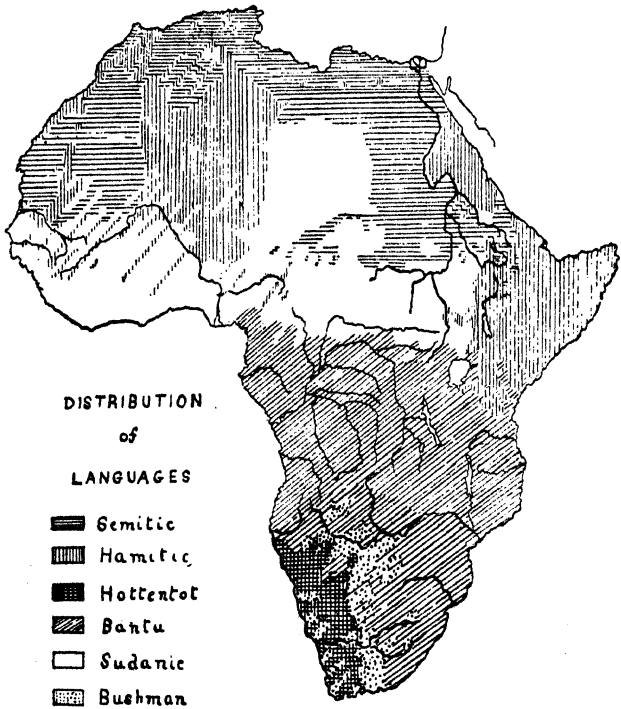 DISTRIBUTION
of
LANGUAGES
Semitic
Hamitic
Hottentot
Bantu
Sudanic
Bushman